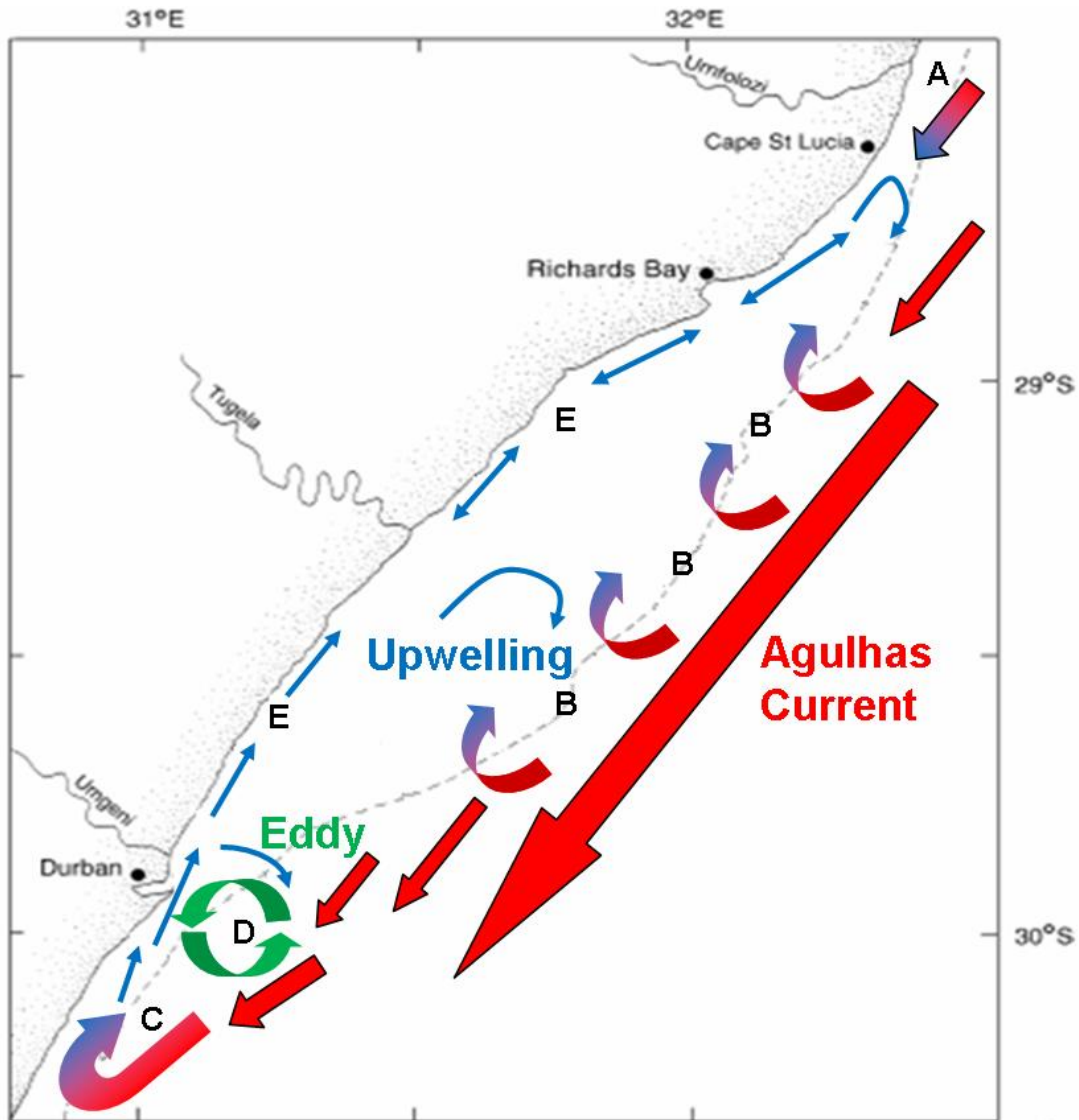 31°E
32°E
A
Umfolozi
Cape St Lucia
Richards Bay
29°S
Tugela
E
B
B
Upwelling
Agulhas
Current
E
B
Umgeni
Eddy
Durban
D
30°S
C